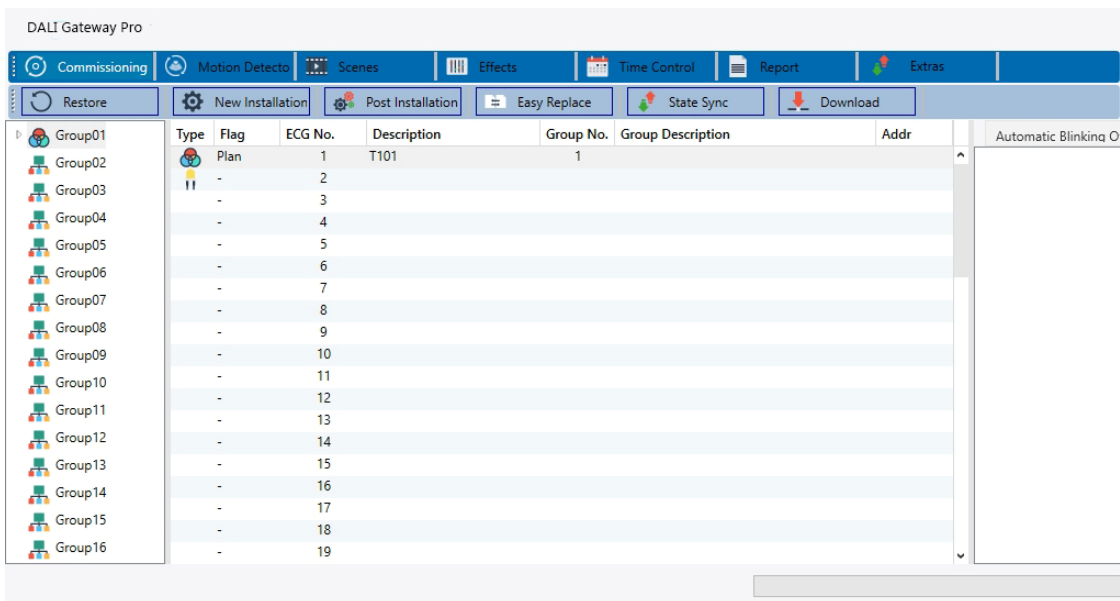 DALI Gateway Pro
Commissioning Motion Detecto Scenes Effects Time Control Report Extras
Restore New Installation Post Installation Easy Replace State Sync Download
Group01
Group02
Group03
Group04
Group05
Group06
Group07
Group08
Group09
Group10
Group11
Group12
Group13
Group14
Group15
Group16
Type Flag ECG No. Description Group No. Group Description Addr
Plan 1 T101 1
- 2
- 3
- 4
- 5
- 6
- 7
- 8
- 9
- 10
- 11
- 12
- 13
- 14
- 15
- 16
- 17
- 18
- 19
Automatic Blinking O